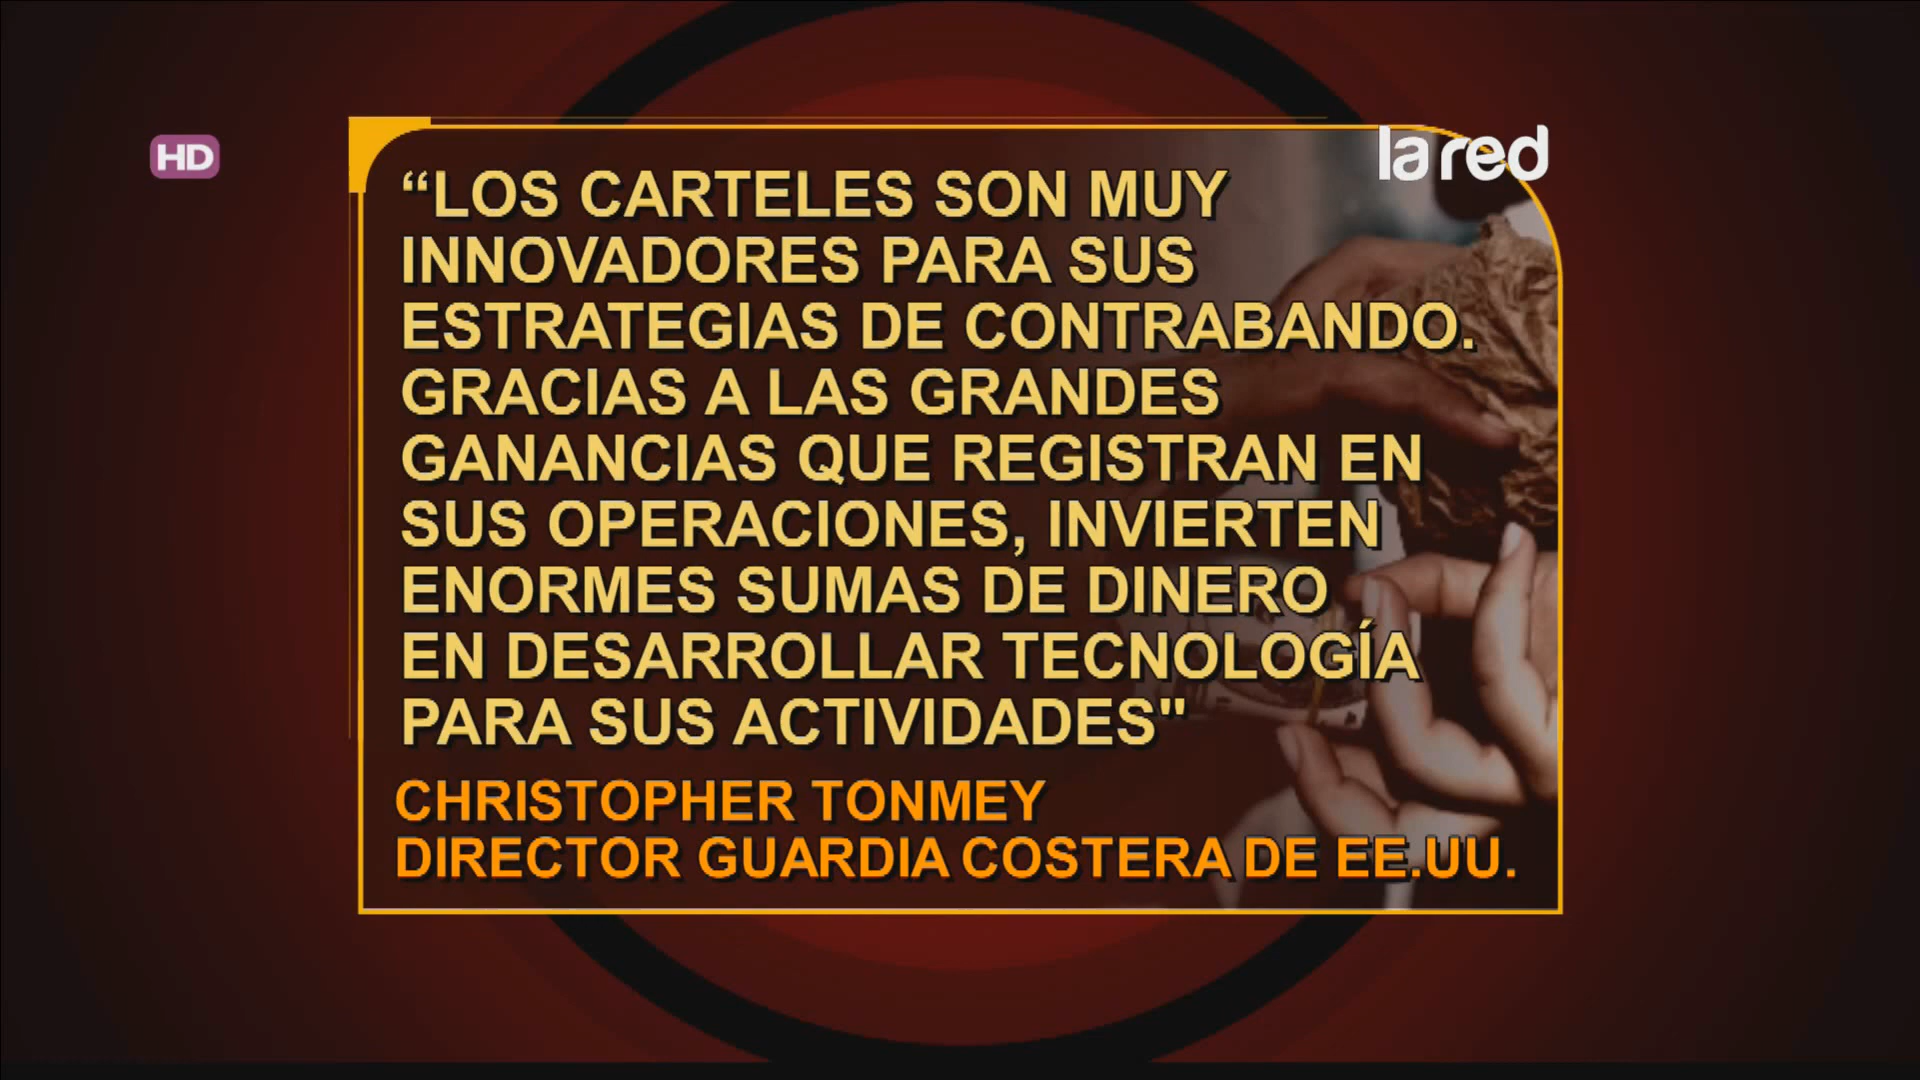 HD
la red
“LOS CARTELES SON MUY
INNOVADORES PARA SUS
ESTRATEGIAS DE CONTRABANDO.
GRACIAS A LAS GRANDES
GANANCIAS QUE REGISTRAN EN
SUS OPERACIONES, INVIERTEN
ENORMES SUMAS DE DINERO
EN DESARROLLAR TECNOLOGÍA
PARA SUS ACTIVIDADES"
CHRISTOPHER TONMEY
DIRECTOR GUARDIA COSTERA DE EE.UU.